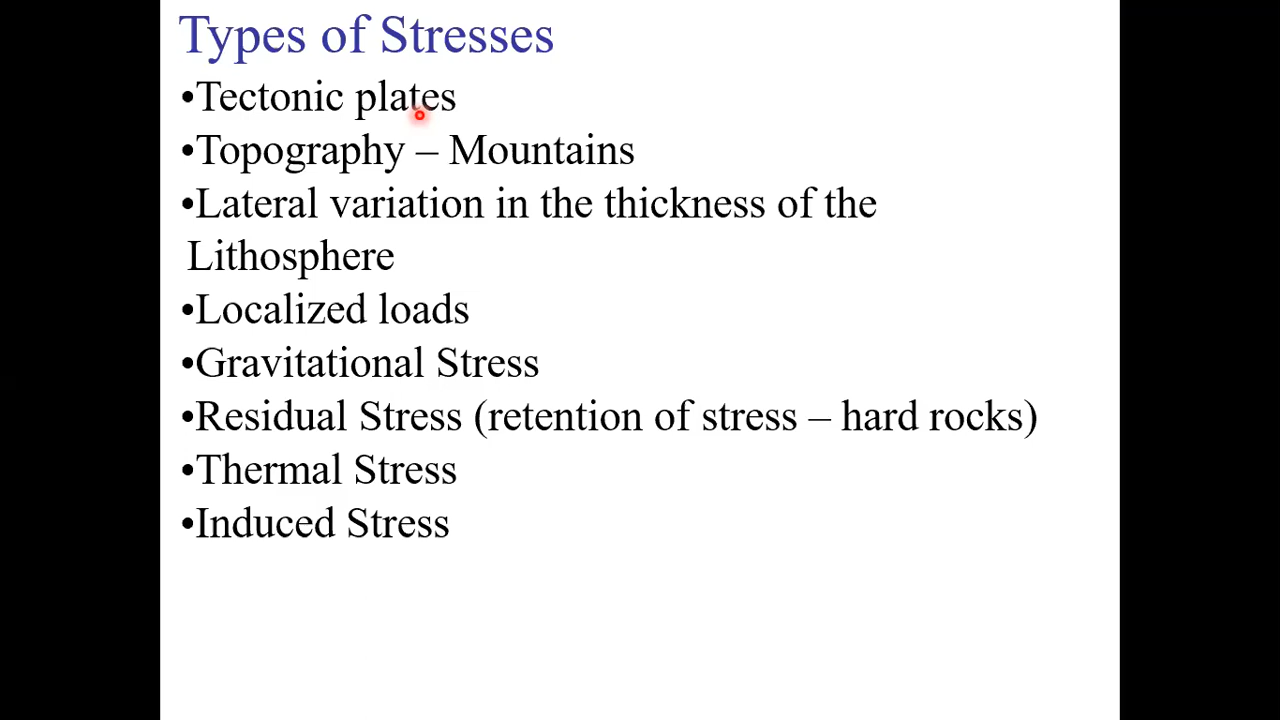 Types of Stresses
•Tectonic plates
•Topography – Mountains
•Lateral variation in the thickness of the
Lithosphere
•Localized loads
•Gravitational Stress
•Residual Stress (retention of stress – hard rocks)
•Thermal Stress
•Induced Stress